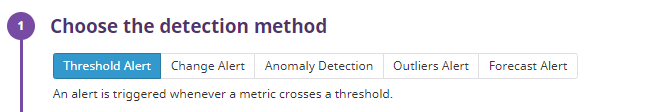 1 Choose the detection method
Threshold Alert Change Alert Anomaly Detection Outliers Alert Forecast Alert
An alert is triggered whenever a metric crosses a threshold.